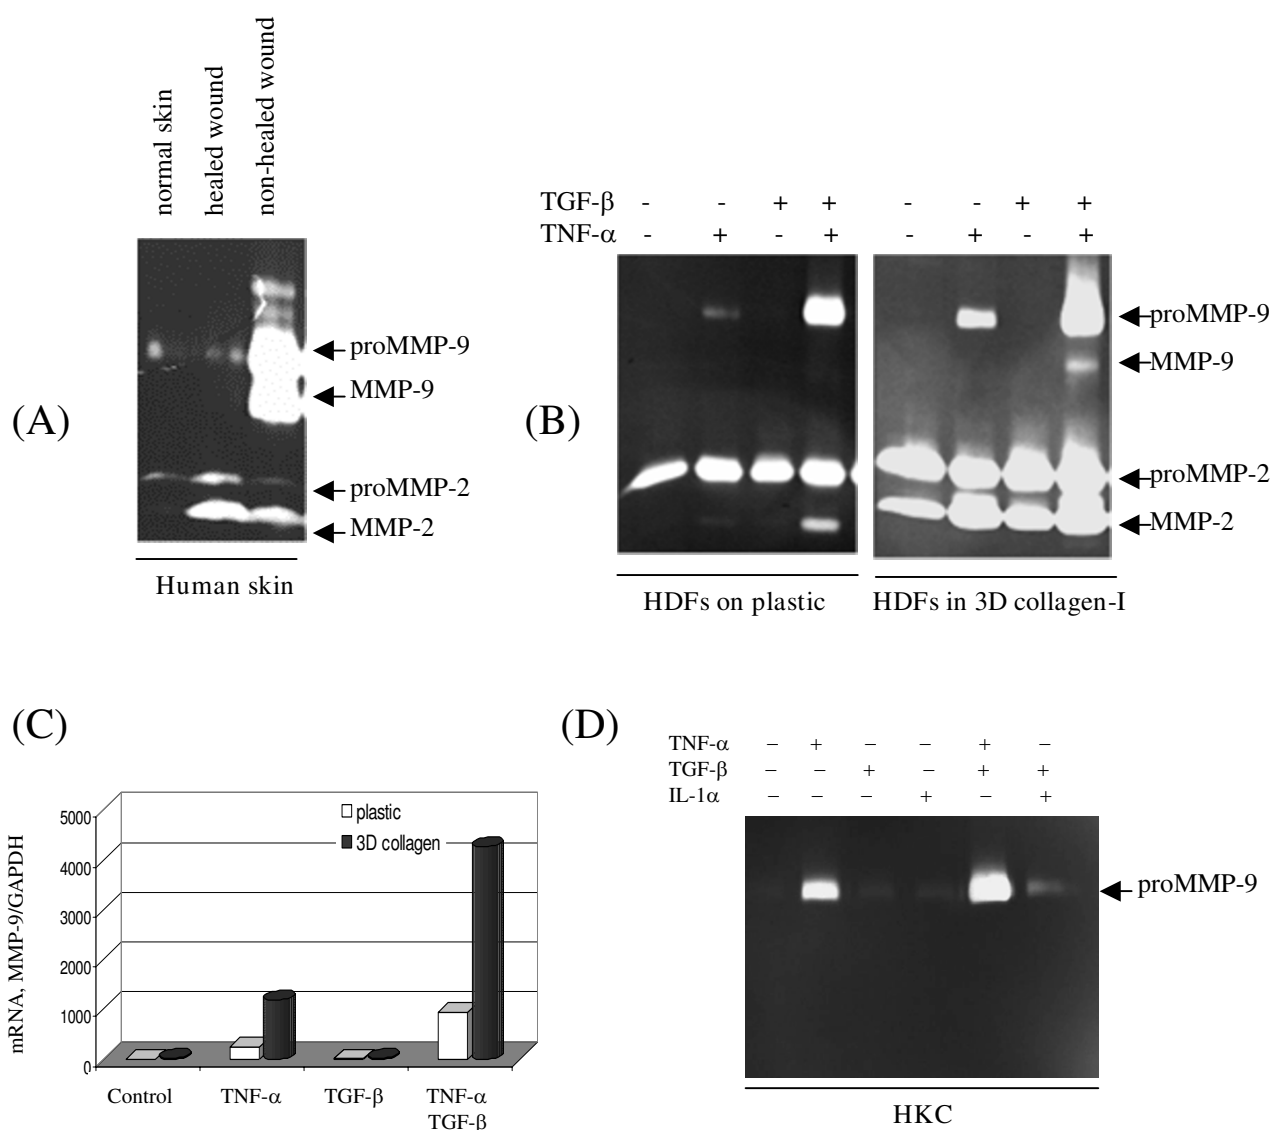 normal skin
healed wound
non-healed wound
(A)
proMMP-9
MMP-9
proMMP-2
MMP-2
Human skin
(B)
TGF-β - - + + - - + +
TNF-α - + - + - + - +
proMMP-9
MMP-9
proMMP-2
MMP-2
HDFs on plastic
HDFs in 3D collagen-I
(C)
mRNA, MMP-9/GAPDH
5000
4000
3000
2000
1000
0
plastic
3D collagen
Control
TNF-α
TGF-β
TNF-α
TGF-β
(D)
TNF-α − + − − + −
TGF-β − − + − + +
IL-1α − − − + − +
proMMP-9
HKC